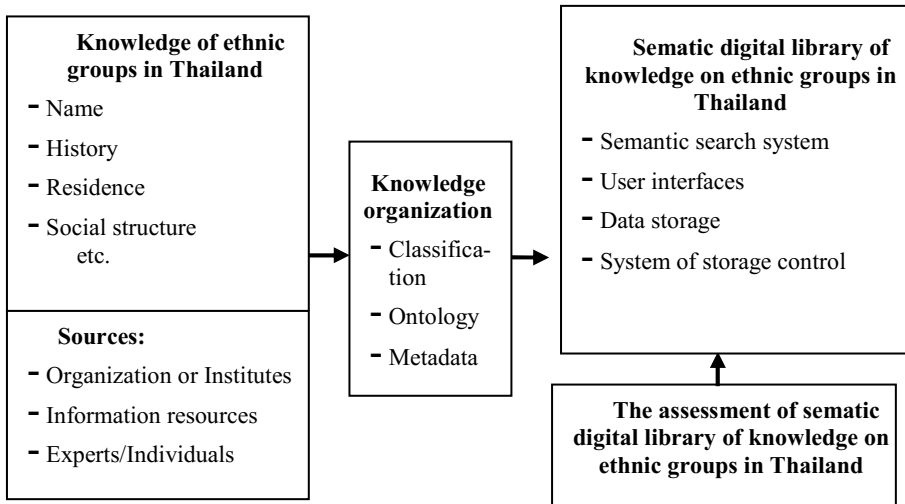 Knowledge of ethnic
groups in Thailand
- Name
- History
- Residence
- Social structure
etc.
Sources:
- Organization or Institutes
- Information resources
- Experts/Individuals
Knowledge
organization
- Classifica-
tion
- Ontology
- Metadata
Sematic digital library of
knowledge on ethnic groups in
Thailand
- Semantic search system
- User interfaces
- Data storage
- System of storage control
The assessment of sematic
digital library of knowledge on
ethnic groups in Thailand